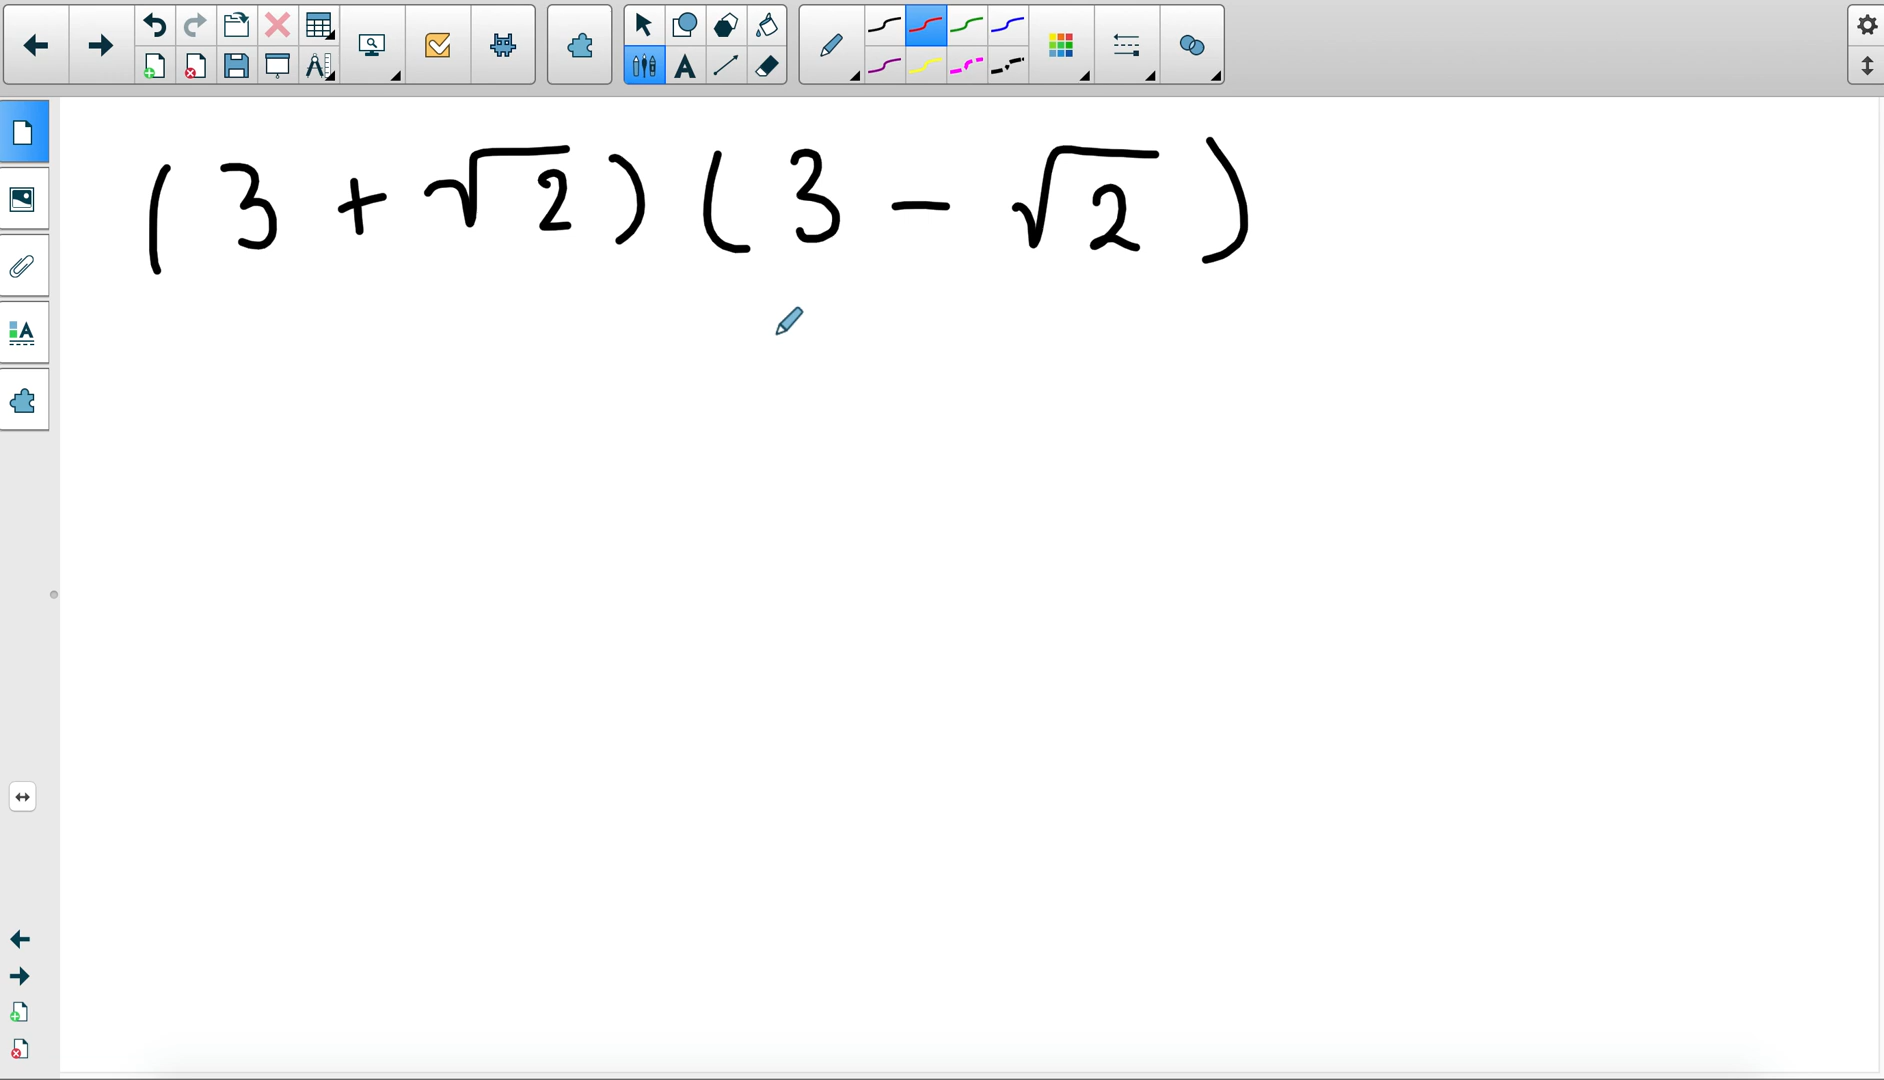 (3 + √2)(3 - √2)